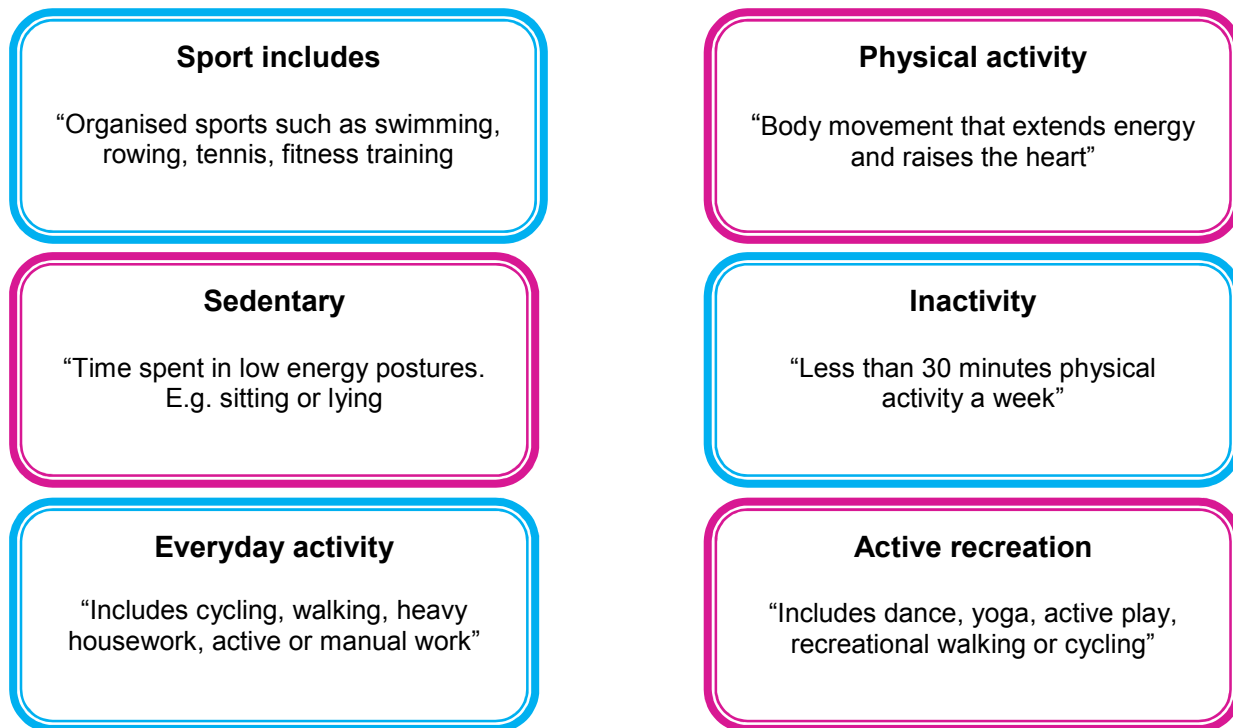 Sport includes
“Organised sports such as swimming,
rowing, tennis, fitness training
Physical activity
“Body movement that extends energy
and raises the heart”
Sedentary
“Time spent in low energy postures.
E.g. sitting or lying
Inactivity
“Less than 30 minutes physical
activity a week”
Everyday activity
“Includes cycling, walking, heavy
housework, active or manual work”
Active recreation
“Includes dance, yoga, active play,
recreational walking or cycling”